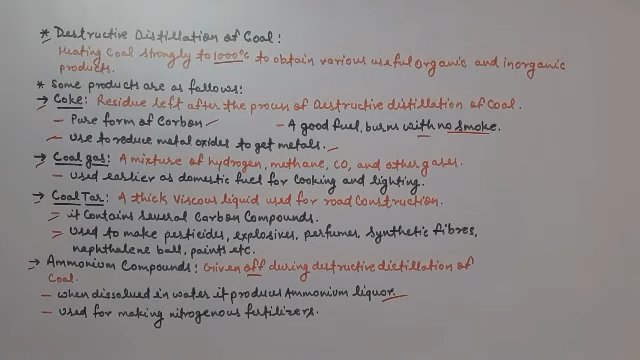 * Destructive Distillation of Coal:
Heating Coal strongly to 1000°C to obtain various useful organic and inorganic
products.
* Some products are as follows:
→ Coke: Residue left after the process of Destructive distillation of Coal.
– Pure form of Carbon – A good fuel, burns with no smoke.
– use to reduce metal oxides to get metals.
→ Coal gas: A mixture of hydrogen, methane, CO, and other gases.
– used earlier as domestic fuel for cooking and lighting.
→ Coal Tar: A thick viscous liquid used for road construction.
= it contains several Carbon Compounds.
= used to make pesticides, explosives, perfumes, synthetic fibres,
naphthalene ball, paints etc.
→ Ammonium Compounds: Given off during destructive distillation of
Coal.
– when dissolved in water it produces Ammonium liquor.
– used for making nitrogenous fertilizers.